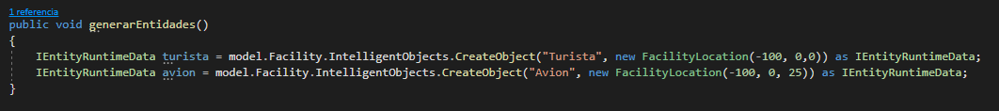 1 referencia
public void generarEntidades()
{
IEntityRuntimeData turista = model.Facility.IntelligentObjects.CreateObject("Turista", new FacilityLocation(-100, 0,0)) as IEntityRuntimeData;
IEntityRuntimeData avion = model.Facility.IntelligentObjects.CreateObject("Avion", new FacilityLocation(-100, 0, 25)) as IEntityRuntimeData;
}